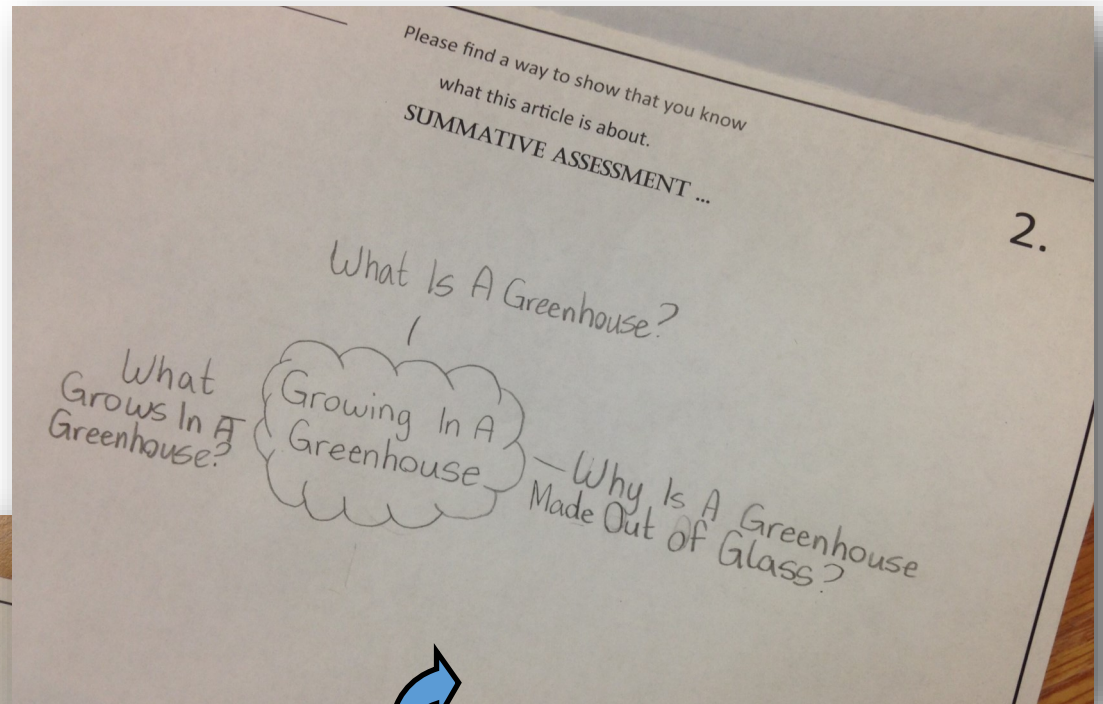 Please find a way to show that you know
what this article is about.
SUMMATIVE ASSESSMENT ...
2.
What Is A Greenhouse?
What
Grows In A
Greenhouse?
Growing In A
Greenhouse
Why Is A Greenhouse
Made Out Of Glass?